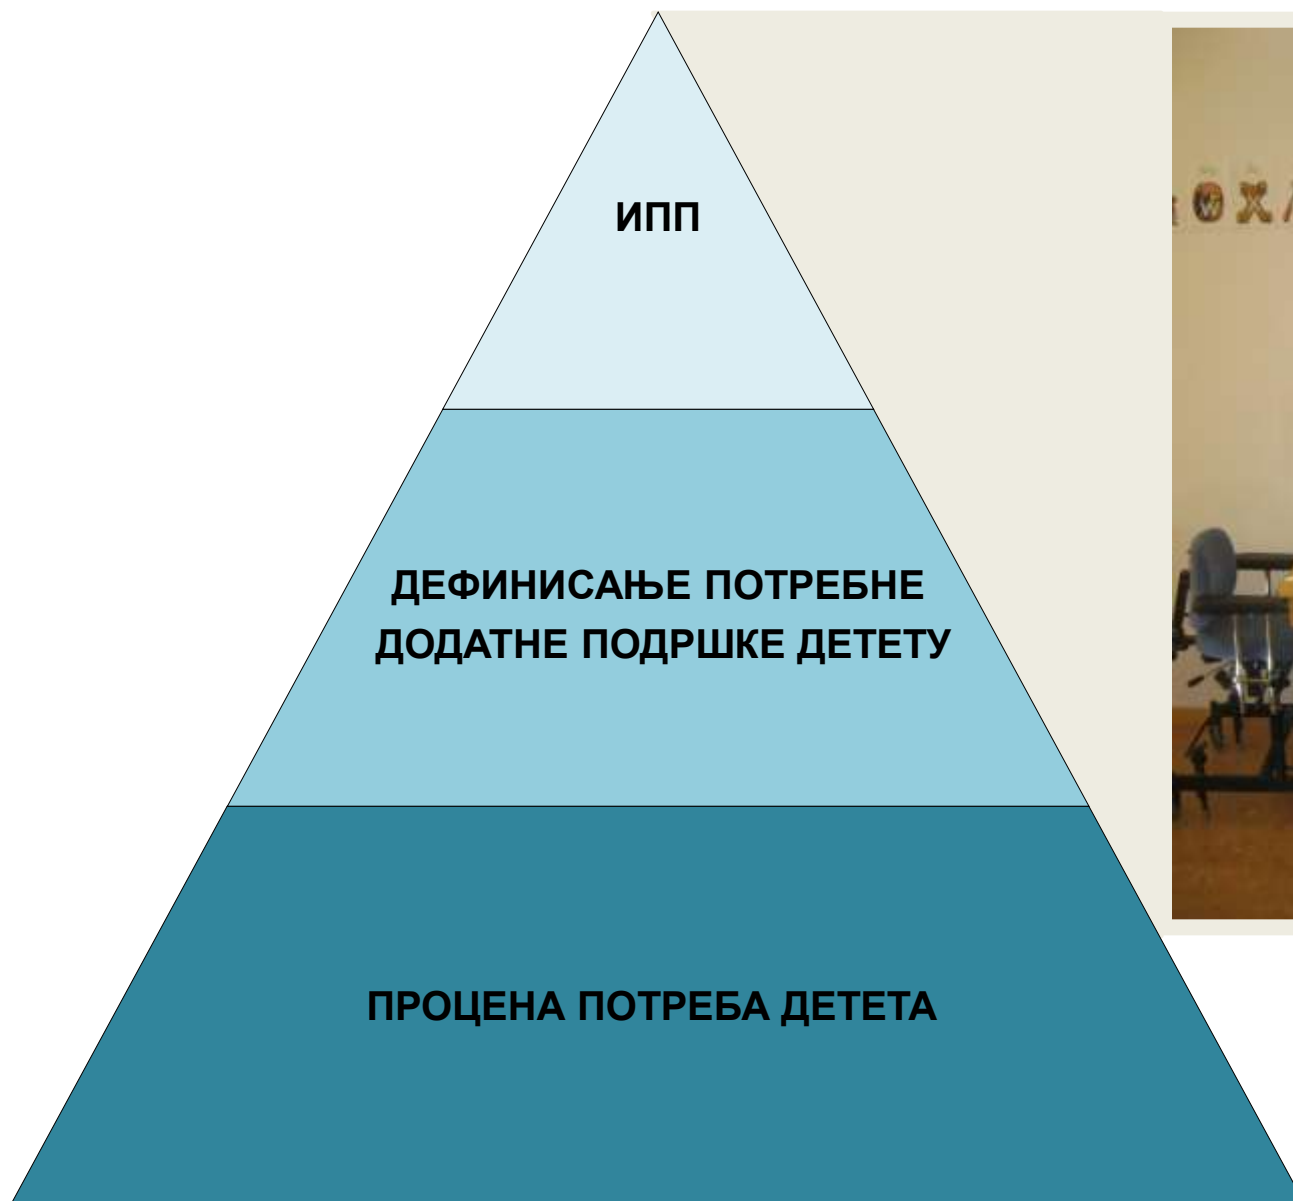 ИПП
ДЕФИНИСАЊЕ ПОТРЕБНЕ
ДОДАТНЕ ПОДРШКЕ ДЕТЕТУ
ПРОЦЕНА ПОТРЕБА ДЕТЕТА